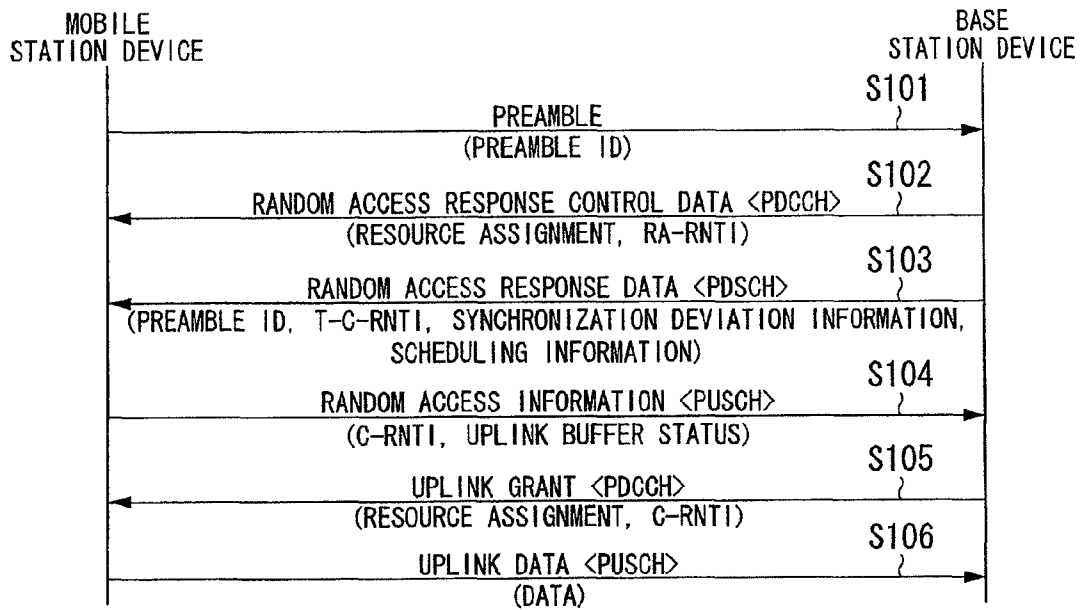 MOBILE
STATION DEVICE
BASE
STATION DEVICE
S101
PREAMBLE
(PREAMBLE ID)
S102
RANDOM ACCESS RESPONSE CONTROL DATA <PDCCH>
(RESOURCE ASSIGNMENT, RA-RNTI)
S103
RANDOM ACCESS RESPONSE DATA <PDSCH>
(PREAMBLE ID, T-C-RNTI, SYNCHRONIZATION DEVIATION INFORMATION,
SCHEDULING INFORMATION)
S104
RANDOM ACCESS INFORMATION <PUSCH>
(C-RNTI, UPLINK BUFFER STATUS)
S105
UPLINK GRANT <PDCCH>
(RESOURCE ASSIGNMENT, C-RNTI)
S106
UPLINK DATA <PUSCH>
(DATA)